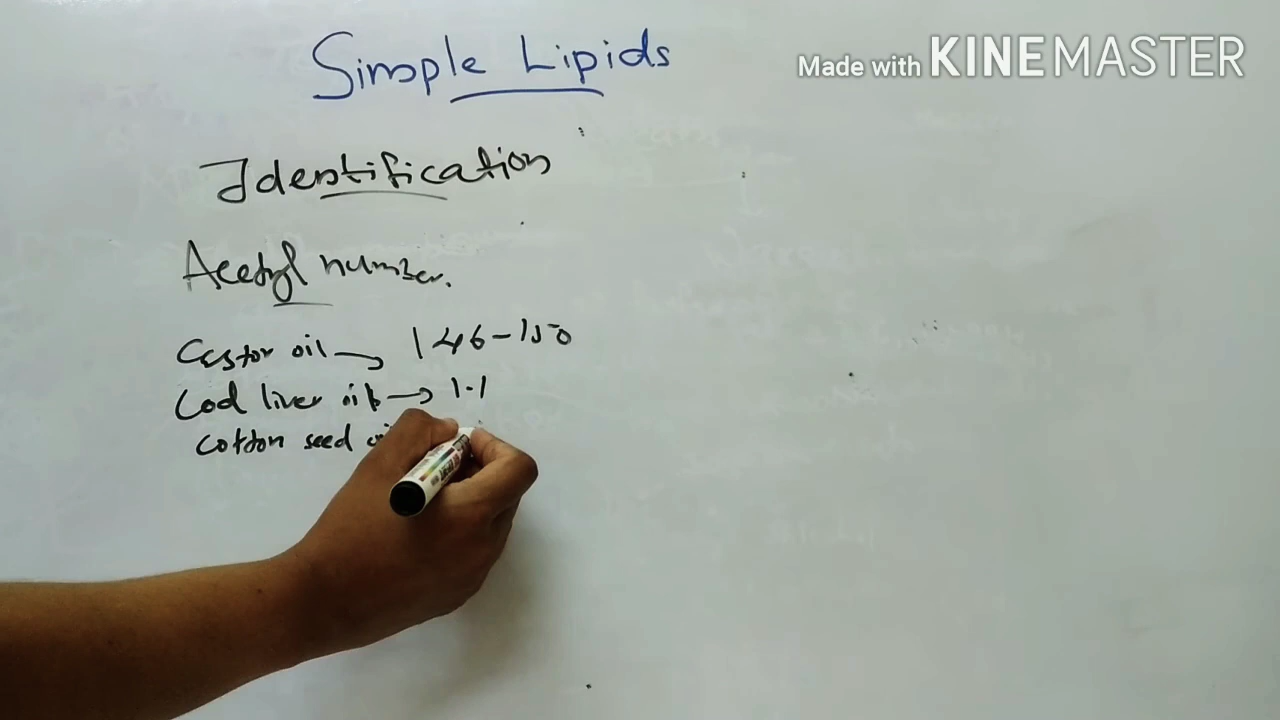 Simple Lipids
Made with KINEMASTER
Identification
Acetyl number.
Castor oil → 146-150
Cod liver oil → 1.1
Cotton seed oi